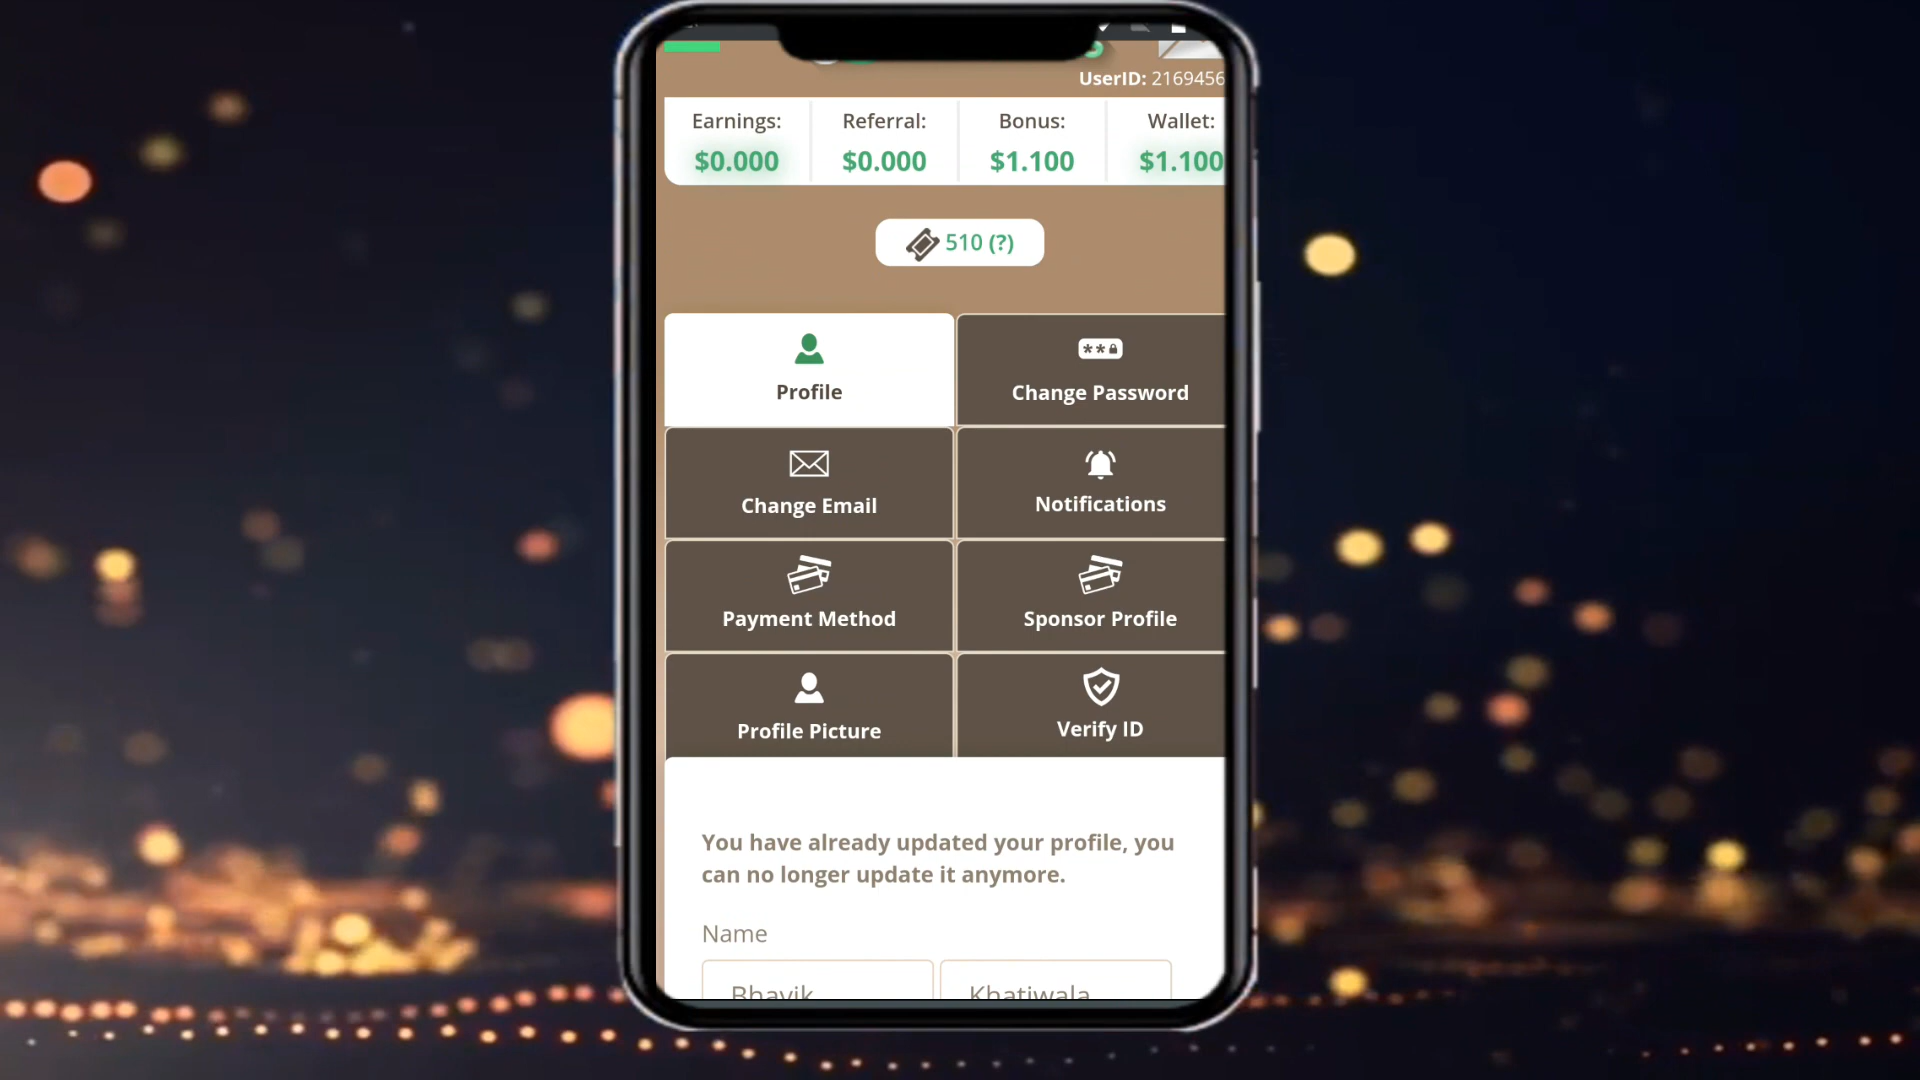 UserID: 2169456
Earnings: Referral: Bonus: Wallet:
$0.000 $0.000 $1.100 $1.100
510 (?)
Profile
Change Password
Change Email
Notifications
Payment Method
Sponsor Profile
Profile Picture
Verify ID
You have already updated your profile, you
can no longer update it anymore.
Name
Bhavik Khatiwala